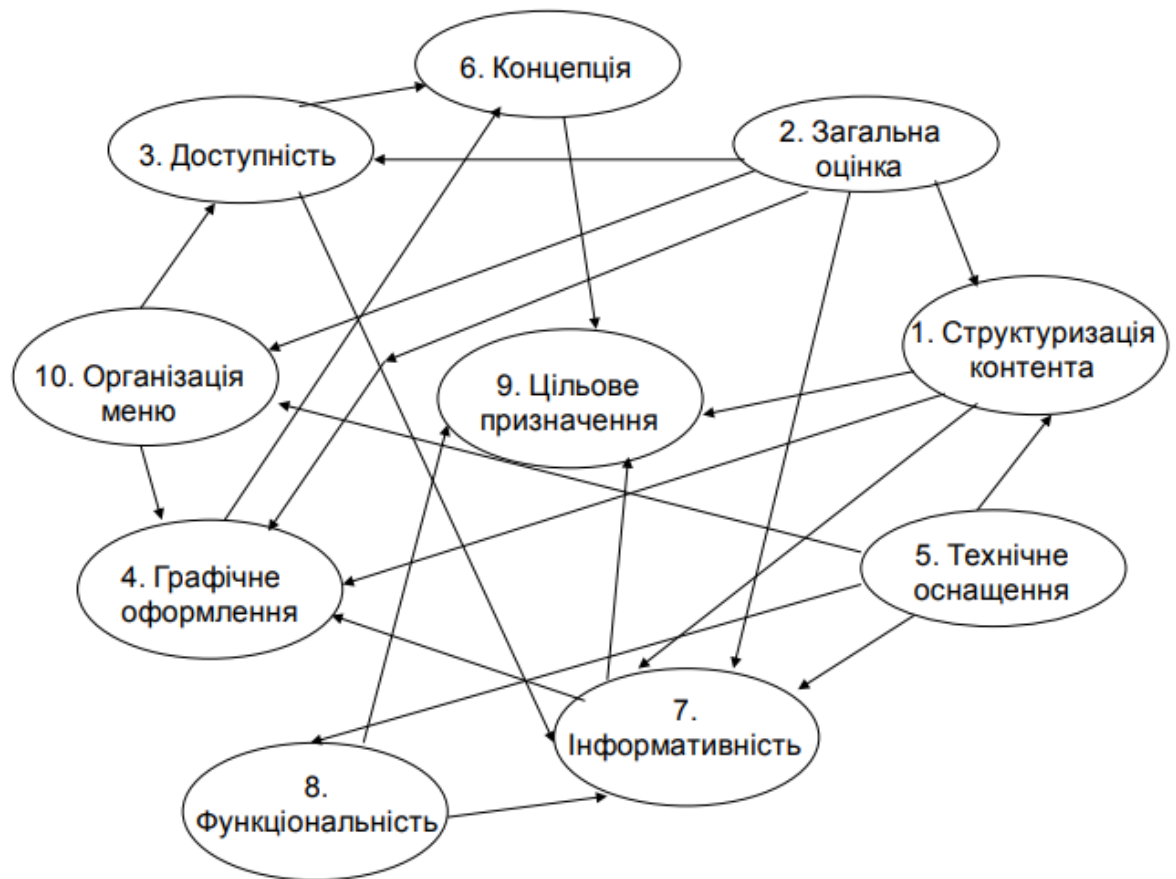 6. Концепція
2. Загальна
оцінка
3. Доступність
1. Структуризація
контента
10. Організація
меню
9. Цільове
призначення
5. Технічне
оснащення
4. Графічне
оформлення
7.
Інформативність
8.
Функціональність